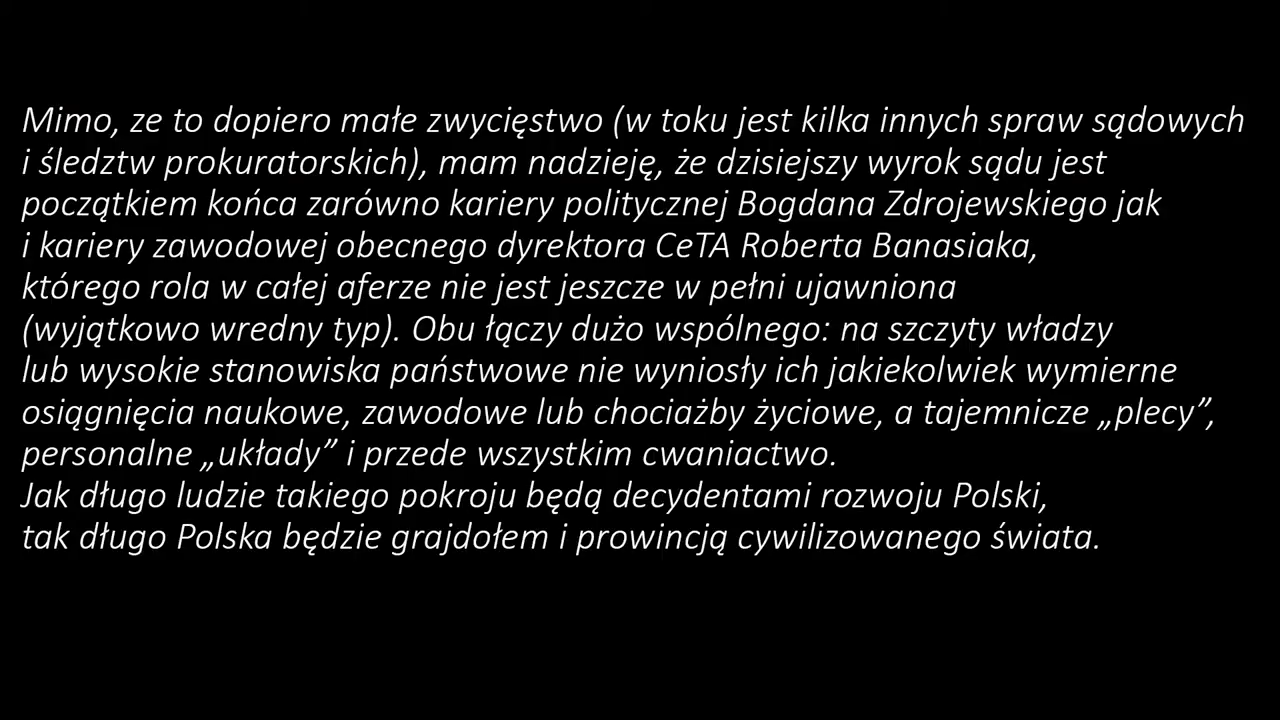 Mimo, ze to dopiero małe zwycięstwo (w toku jest kilka innych spraw sądowych
i śledztw prokuratorskich), mam nadzieję, że dzisiejszy wyrok sądu jest
początkiem końca zarówno kariery politycznej Bogdana Zdrojewskiego jak
i kariery zawodowej obecnego dyrektora CeTA Roberta Banasiaka,
którego rola w całej aferze nie jest jeszcze w pełni ujawniona
(wyjątkowo wredny typ). Obu łączy dużo wspólnego: na szczyty władzy
lub wysokie stanowiska państwowe nie wyniosły ich jakiekolwiek wymierne
osiągnięcia naukowe, zawodowe lub chociażby życiowe, a tajemnicze „plecy”,
personalne „układy” i przede wszystkim cwaniactwo.
Jak długo ludzie takiego pokroju będą decydentami rozwoju Polski,
tak długo Polska będzie grajdołem i prowincją cywilizowanego świata.